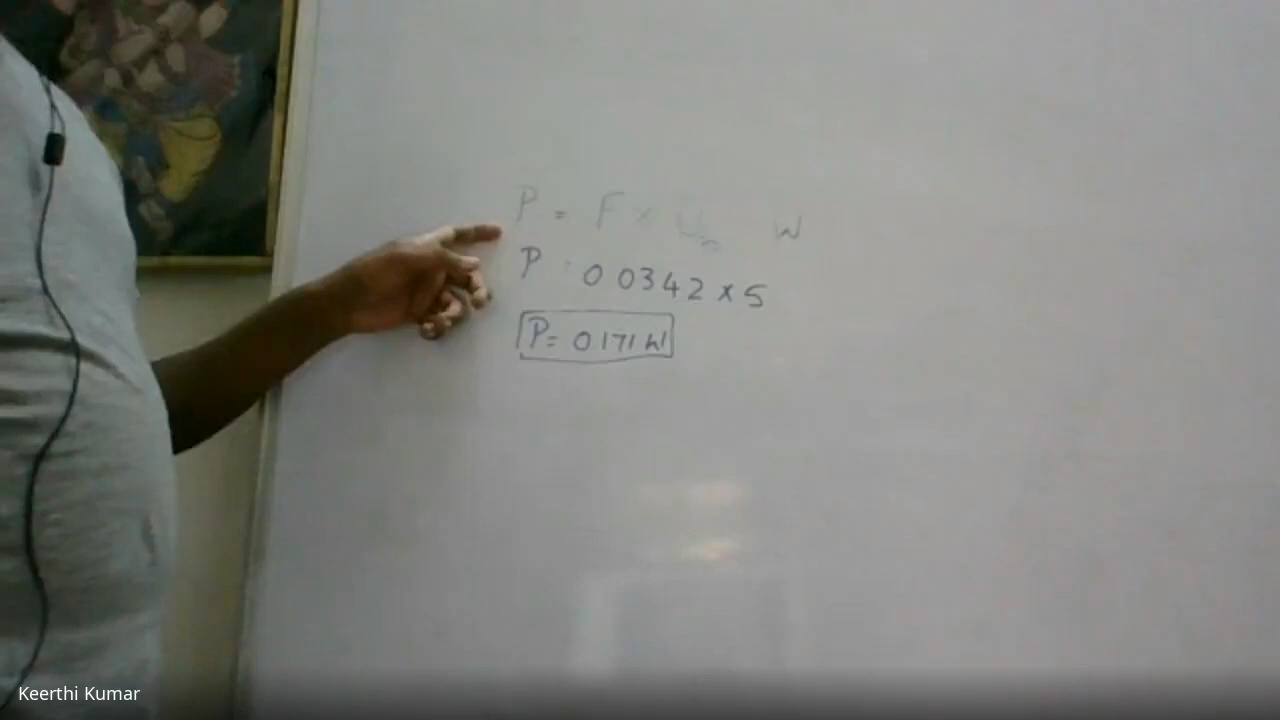 P = F × U∞ W
P = 0.0342 × 5
P = 0.171 W
Keerthi Kumar